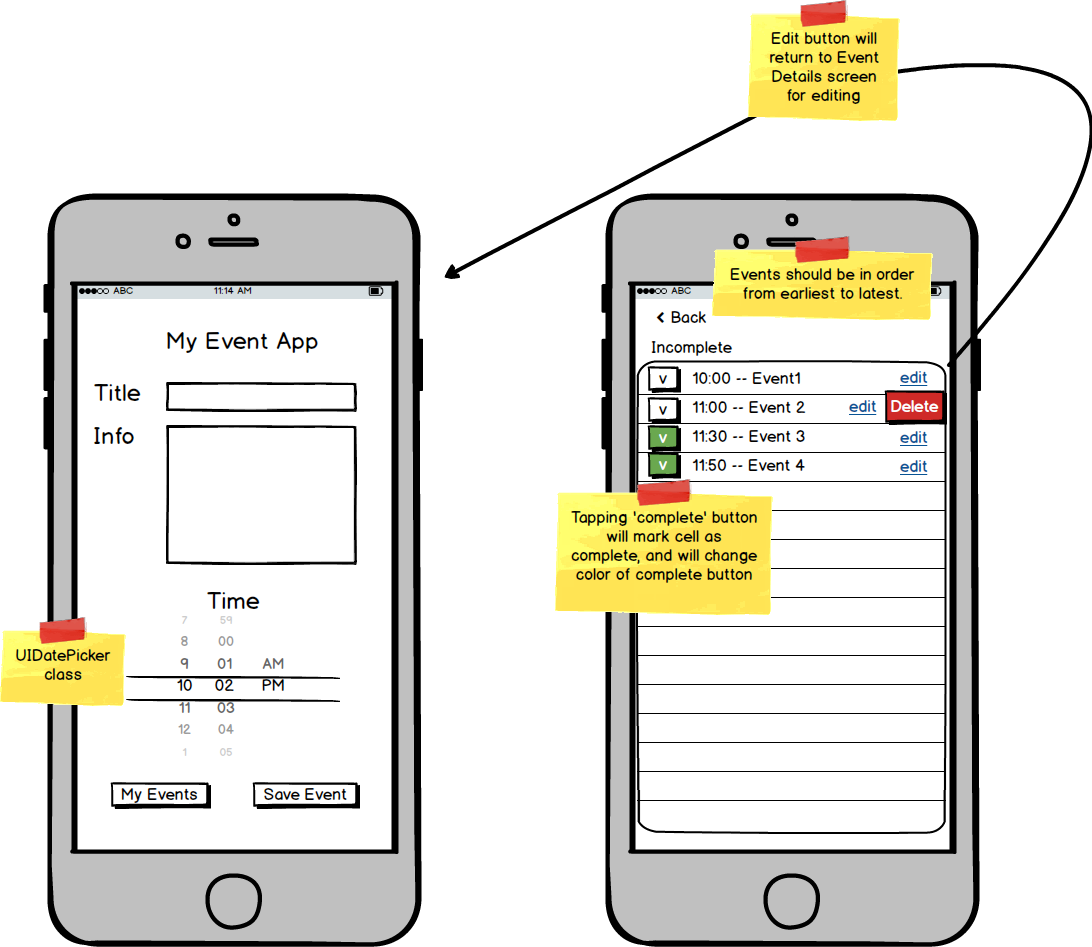 Edit button will
return to Event
Details screen
for editing
ABC
11:14 AM
My Event App
Title
Info
Time
7 59
8 00
9 01 AM
10 02 PM
11 03
12 04
1 05
UIDatePicker
class
My Events
Save Event
Events should be in order
from earliest to latest.
ABC
< Back
Incomplete
v 10:00 -- Event1 edit
v 11:00 -- Event 2 edit Delete
v 11:30 -- Event 3 edit
v 11:50 -- Event 4 edit
Tapping 'complete' button
will mark cell as
complete, and will change
color of complete button